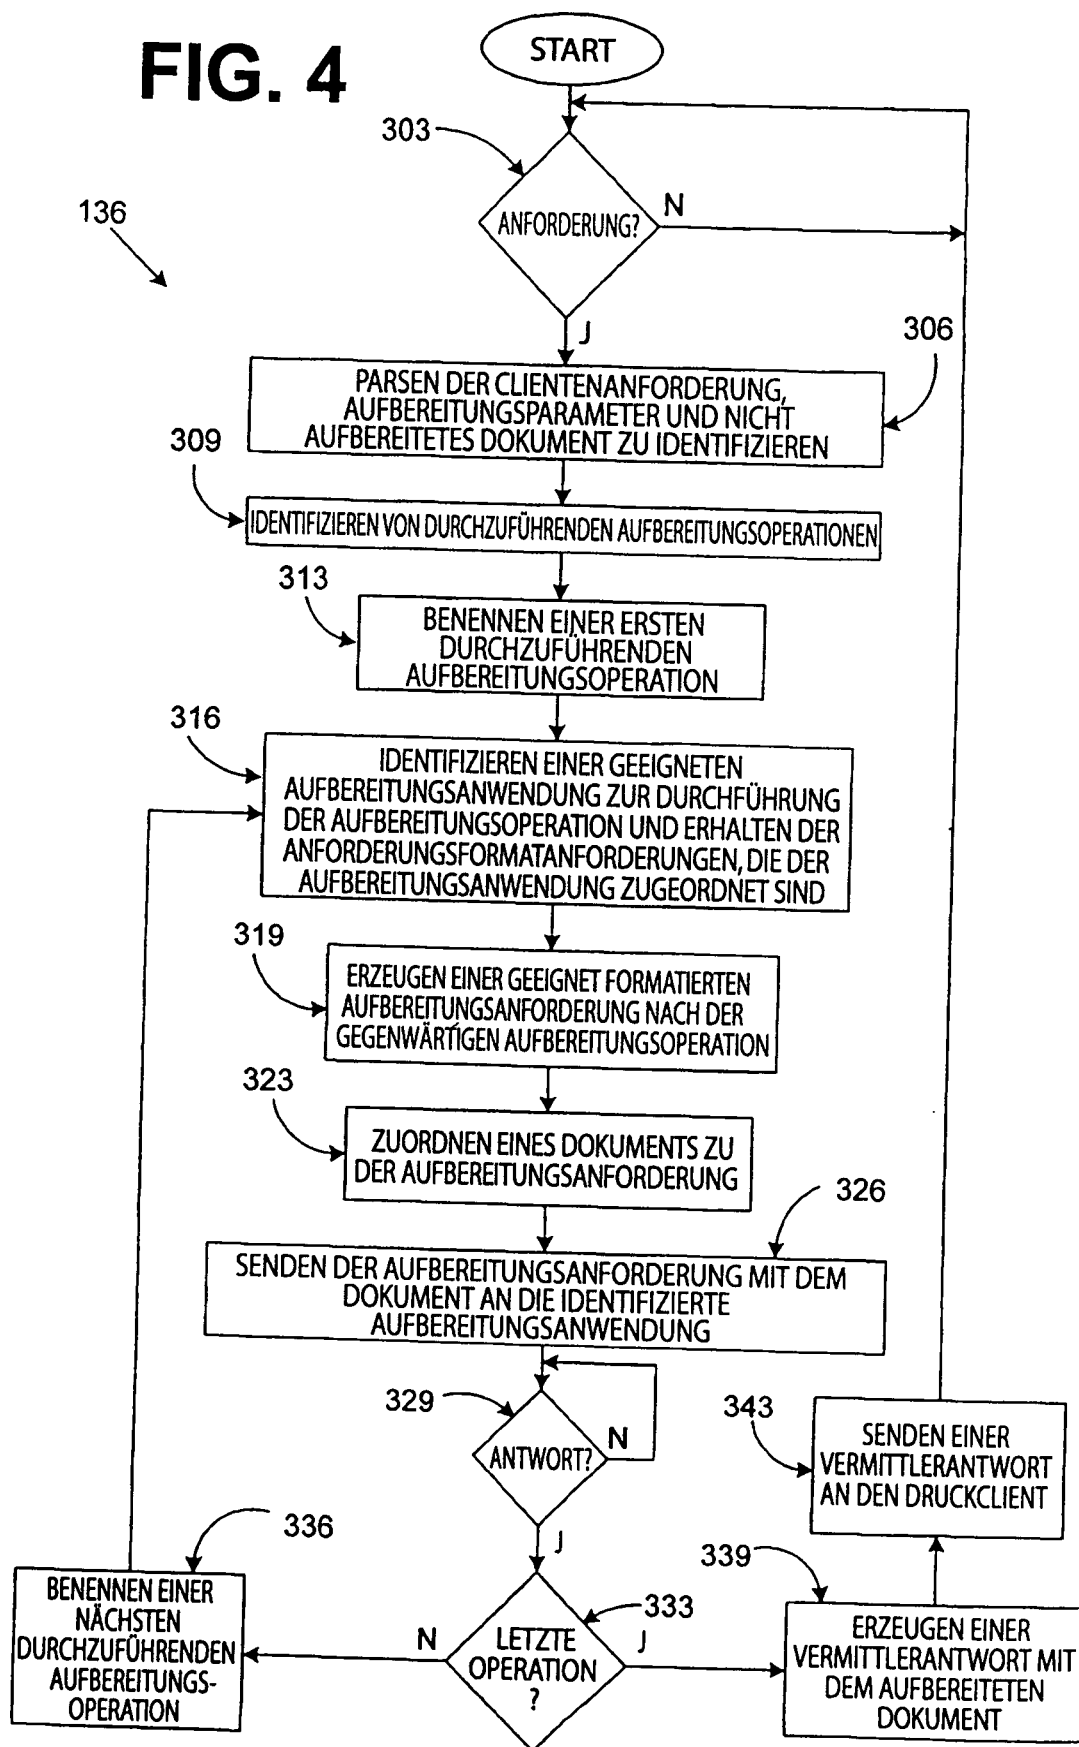 FIG. 4
START
303
136
ANFORDERUNG?
N
J
306
PARSEN DER CLIENTENANFORDERUNG,
AUFBEREITUNGSPARAMETER UND NICHT
AUFBEREITETES DOKUMENT ZU IDENTIFIZIEREN
309
IDENTIFIZIEREN VON DURCHZUFÜHRENDEN AUFBEREITUNGSOPERATIONEN
313
BENENNEN EINER ERSTEN
DURCHZUFÜHRENDEN
AUFBEREITUNGSOPERATION
316
IDENTIFIZIEREN EINER GEEIGNETEN
AUFBEREITUNGSANWENDUNG ZUR DURCHFÜHRUNG
DER AUFBEREITUNGSOPERATION UND ERHALTEN DER
ANFORDERUNGSFORMATANFORDERUNGEN, DIE DER
AUFBEREITUNGSANWENDUNG ZUGEORDNET SIND
319
ERZEUGEN EINER GEEIGNET FORMATIERTEN
AUFBEREITUNGSANFORDERUNG NACH DER
GEGENWÄRTIGEN AUFBEREITUNGSOPERATION
323
ZUORDNEN EINES DOKUMENTS ZU
DER AUFBEREITUNGSANFORDERUNG
326
SENDEN DER AUFBEREITUNGSANFORDERUNG MIT DEM
DOKUMENT AN DIE IDENTIFIZIERTE
AUFBEREITUNGSANWENDUNG
329
ANTWORT?
N
J
343
SENDEN EINER
VERMITTLERANTWORT
AN DEN DRUCKCLIENT
336
BENENNEN EINER
NÄCHSTEN
DURCHZUFÜHRENDEN
AUFBEREITUNGS-
OPERATION
N
333
LETZTE
OPERATION
?
J
339
ERZEUGEN EINER
VERMITTLERANTWORT MIT
DEM AUFBEREITETEN
DOKUMENT